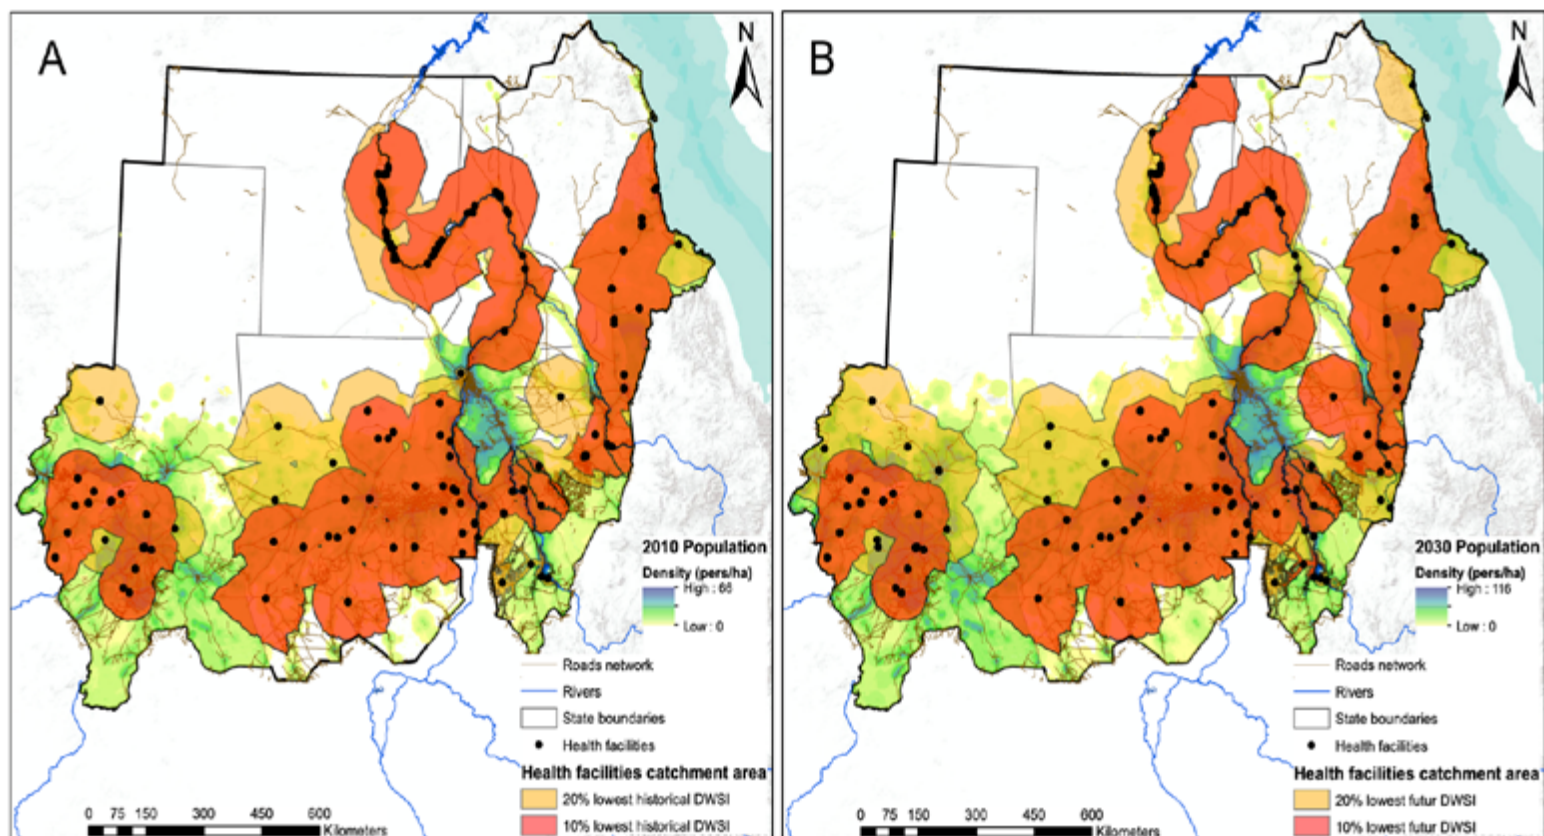 A
N
2010 Population
Density (pers/ha)
High : 66
Low : 0
Roads network
Rivers
State boundaries
Health facilities
Health facilities catchment area
20% lowest historical DWSI
10% lowest historical DWSI
0 75 150 300 450 600
Kilometers
B
N
2030 Population
Density (pers/ha)
High : 116
Low : 0
Roads network
Rivers
State boundaries
Health facilities
Health facilities catchment area
20% lowest futur DWSI
10% lowest futur DWSI
0 75 150 300 450 600
Kilometers